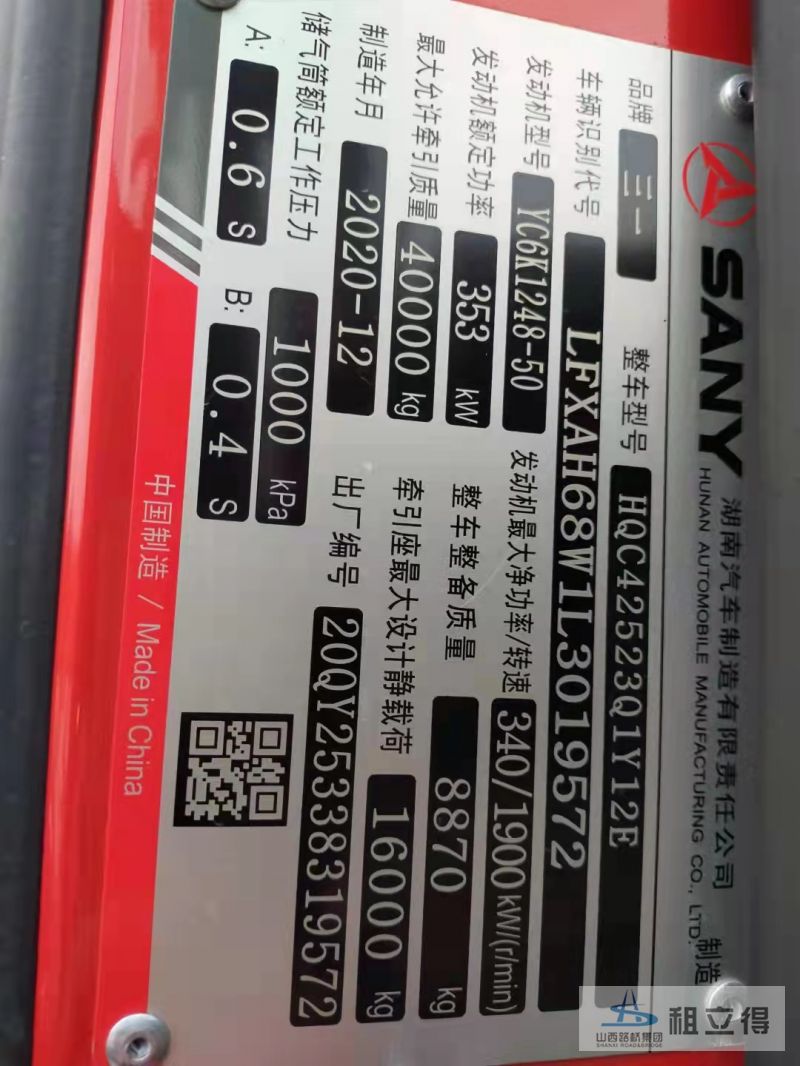 SANY 湖南汽车制造有限责任公司 制造
HUNAN AUTOMOBILE MANUFACTURING CO., LTD.
品牌 三一 整车型号 HQC42523Q1Y12E
车辆识别代号 LFXAH68W1L3019572
发动机型号 YC6K1248-50 发动机最大净功率/转速 340/1900kW/(r/min)
发动机额定功率 353 kW 整车整备质量 8870 kg
最大允许牵引质量 40000 kg 牵引座最大设计静载荷 16000 kg
制造年月 2020-12 出厂编号 20QY25338319572
储气筒额定工作压力 1000 kPa
A: 0.6 S B: 0.4 S
中国制造 / Made in China
山西路桥集团 租立得
SHANXI ROAD&BRIDGE